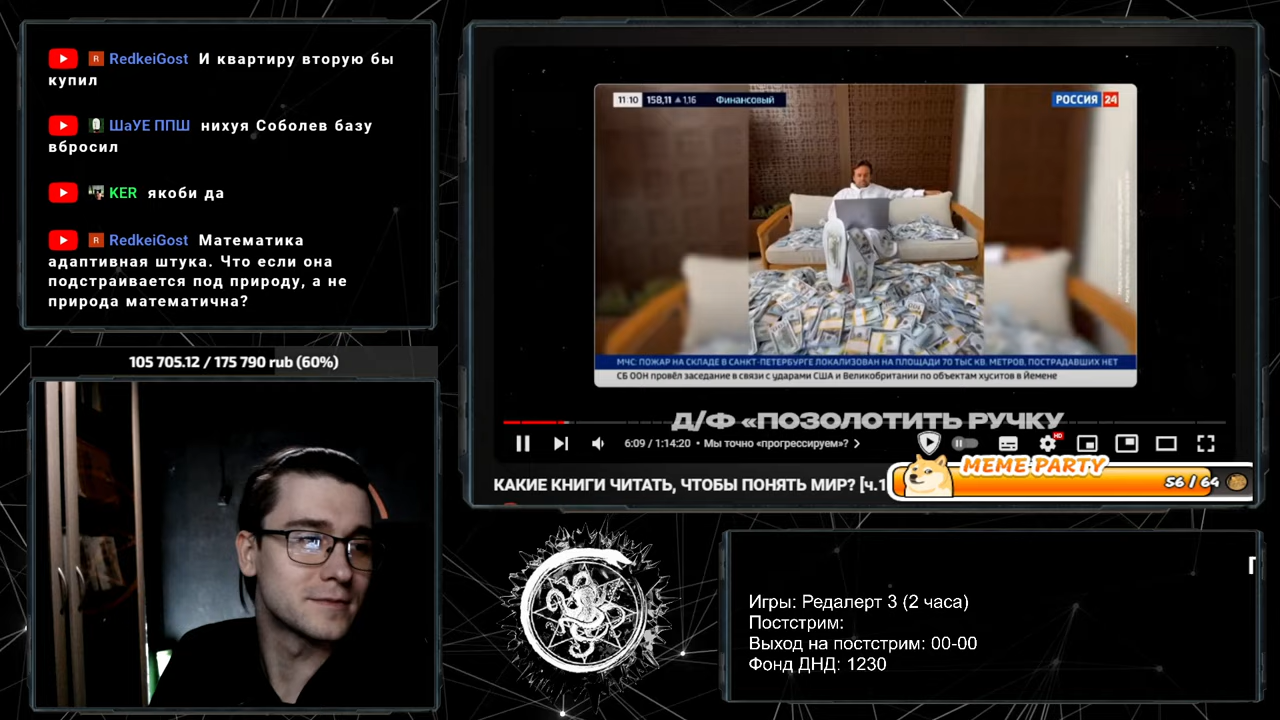 RedkeiGost И квартиру вторую бы
купил
ШаУЕ ППШ нихуя Соболев базу
вбросил
KER якоби да
RedkeiGost Математика
адаптивная штука. Что если она
подстраивается под природу, а не
природа математична?
105 705.12 / 175 790 rub (60%)
11:10 158,11 ▲1,16 Финансовый
РОССИЯ 24
МЧС: ПОЖАР НА СКЛАДЕ В САНКТ-ПЕТЕРБУРГЕ ЛОКАЛИЗОВАН НА ПЛОЩАДИ 70 ТЫС КВ. МЕТРОВ, ПОСТРАДАВШИХ НЕТ
СБ ООН провёл заседание в связи с ударами США и Великобритании по объектам хуситов в Йемене
Д/Ф «ПОЗОЛОТИТЬ РУЧКУ
6:09 / 1:14:20 • Мы точно «прогрессируем»?
HD
КАКИЕ КНИГИ ЧИТАТЬ, ЧТОБЫ ПОНЯТЬ МИР? [ч.1
MEME PARTY
56 / 64
Игры: Редалерт 3 (2 часа)
Постстрим:
Выход на постстрим: 00-00
Фонд ДНД: 1230